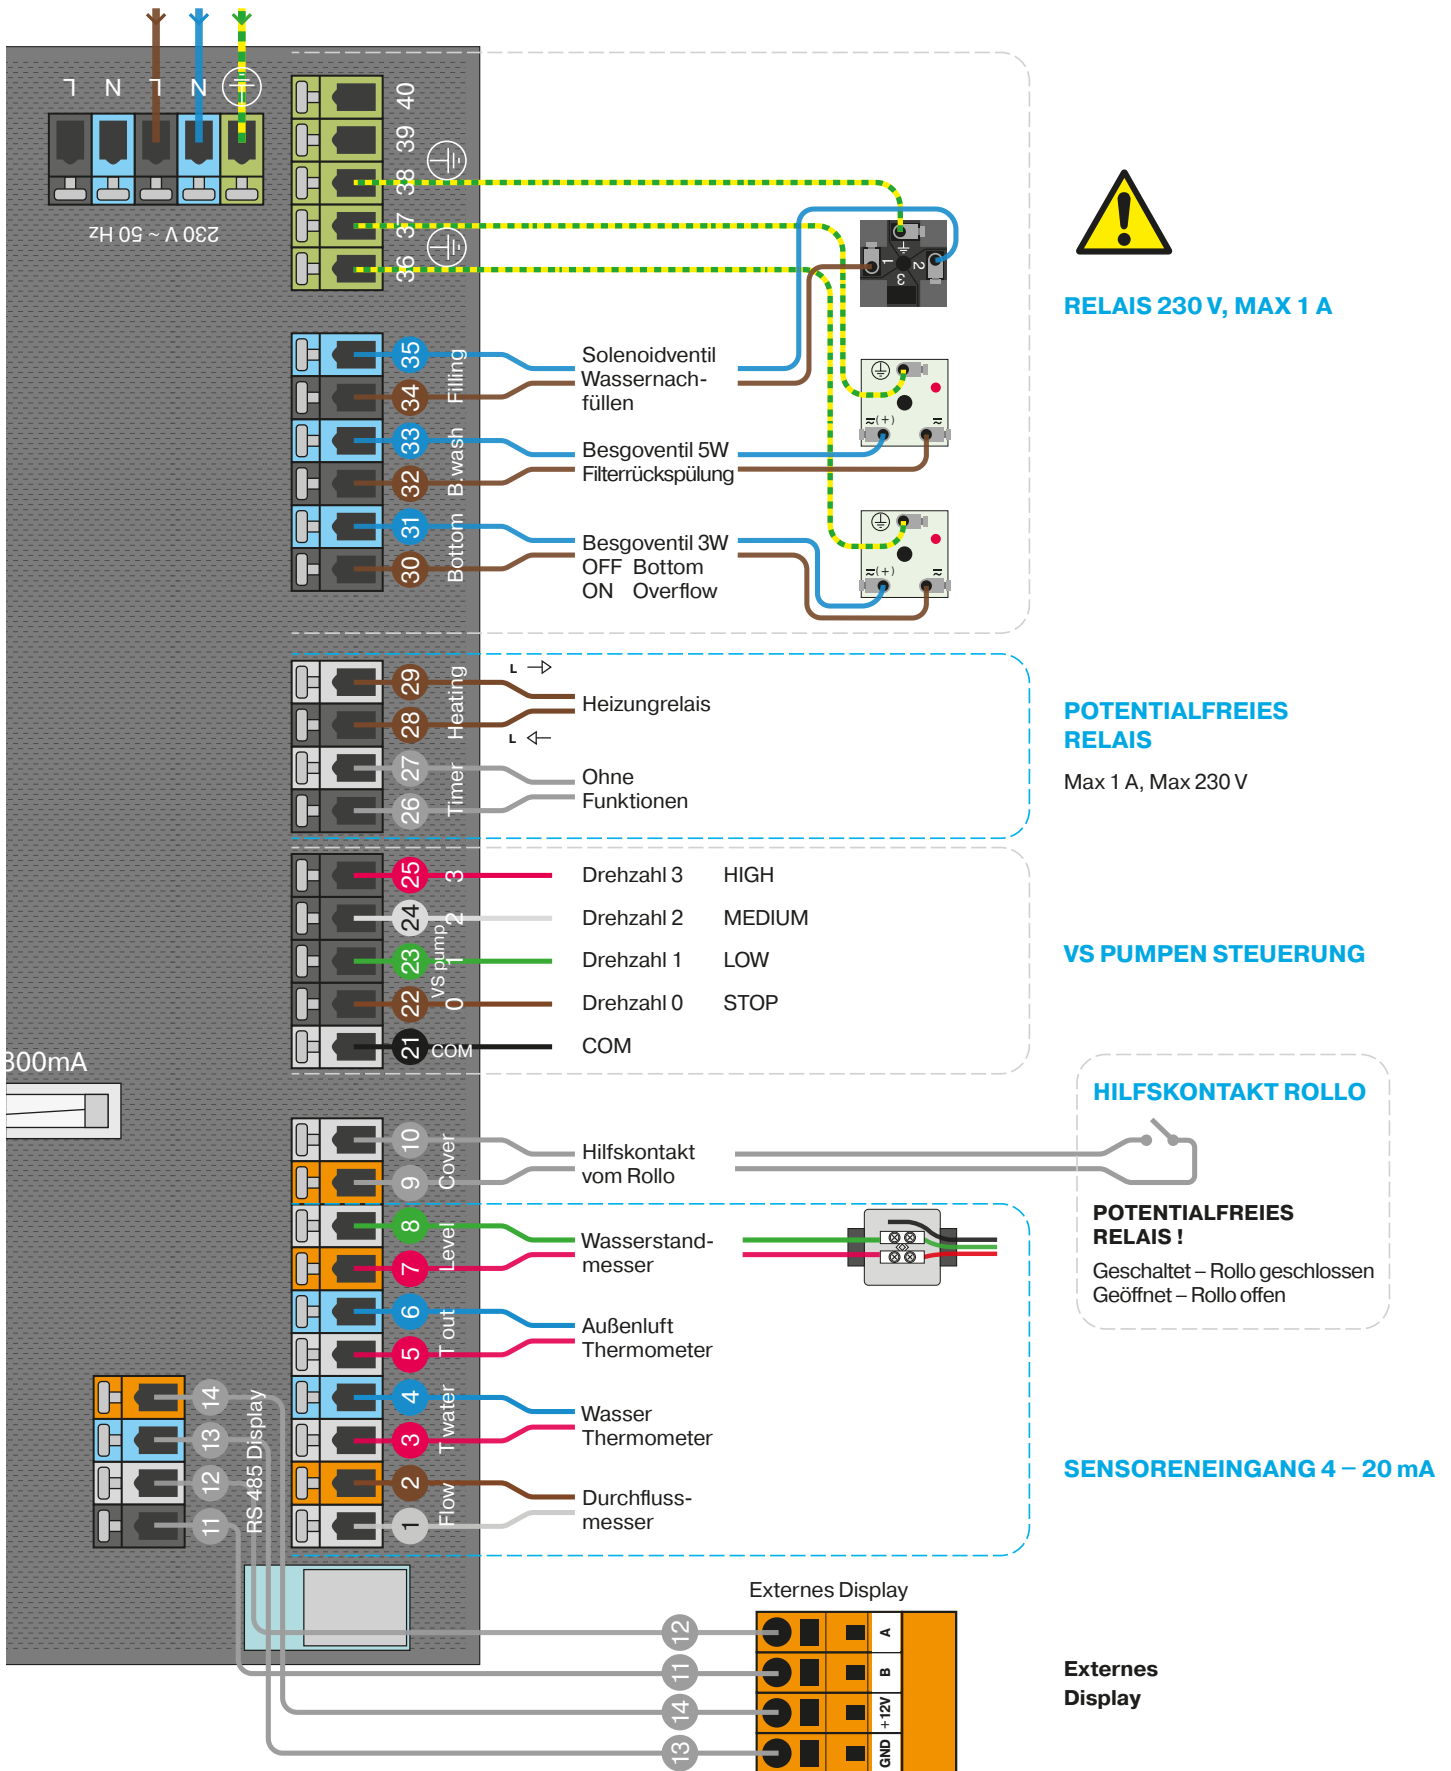 L N L N
230 V ~ 50 Hz
40
39
38
37
36
35
34
Filling
33
32
B.wash
31
30
Bottom
Solenoidventil
Wassernach-
füllen
1
2
3
Besgoventil 5W
Filterrückspülung
≂(+) ≂
Besgoventil 3W
OFF Bottom
ON Overflow
≂(+) ≂
RELAIS 230 V, MAX 1 A
29
28
Heating
L
L
Heizungrelais
27
26
Timer
Ohne
Funktionen
POTENTIALFREIES
RELAIS
Max 1 A, Max 230 V
25 3
24 2
23 1
22 0
VS pump
21 COM
Drehzahl 3 HIGH
Drehzahl 2 MEDIUM
Drehzahl 1 LOW
Drehzahl 0 STOP
COM
VS PUMPEN STEUERUNG
300mA
10
9
Cover
Hilfskontakt
vom Rollo
HILFSKONTAKT ROLLO
POTENTIALFREIES
RELAIS !
Geschaltet – Rollo geschlossen
Geöffnet – Rollo offen
8
7
Level
Wasserstand-
messer
6
5
T out
Außenluft
Thermometer
4
3
T water
Wasser
Thermometer
2
1
Flow
Durchfluss-
messer
SENSORENEINGANG 4 – 20 mA
14
13
12
11
RS 485 Display
Externes Display
12 A
11 B
14 +12V
13 GND
Externes
Display